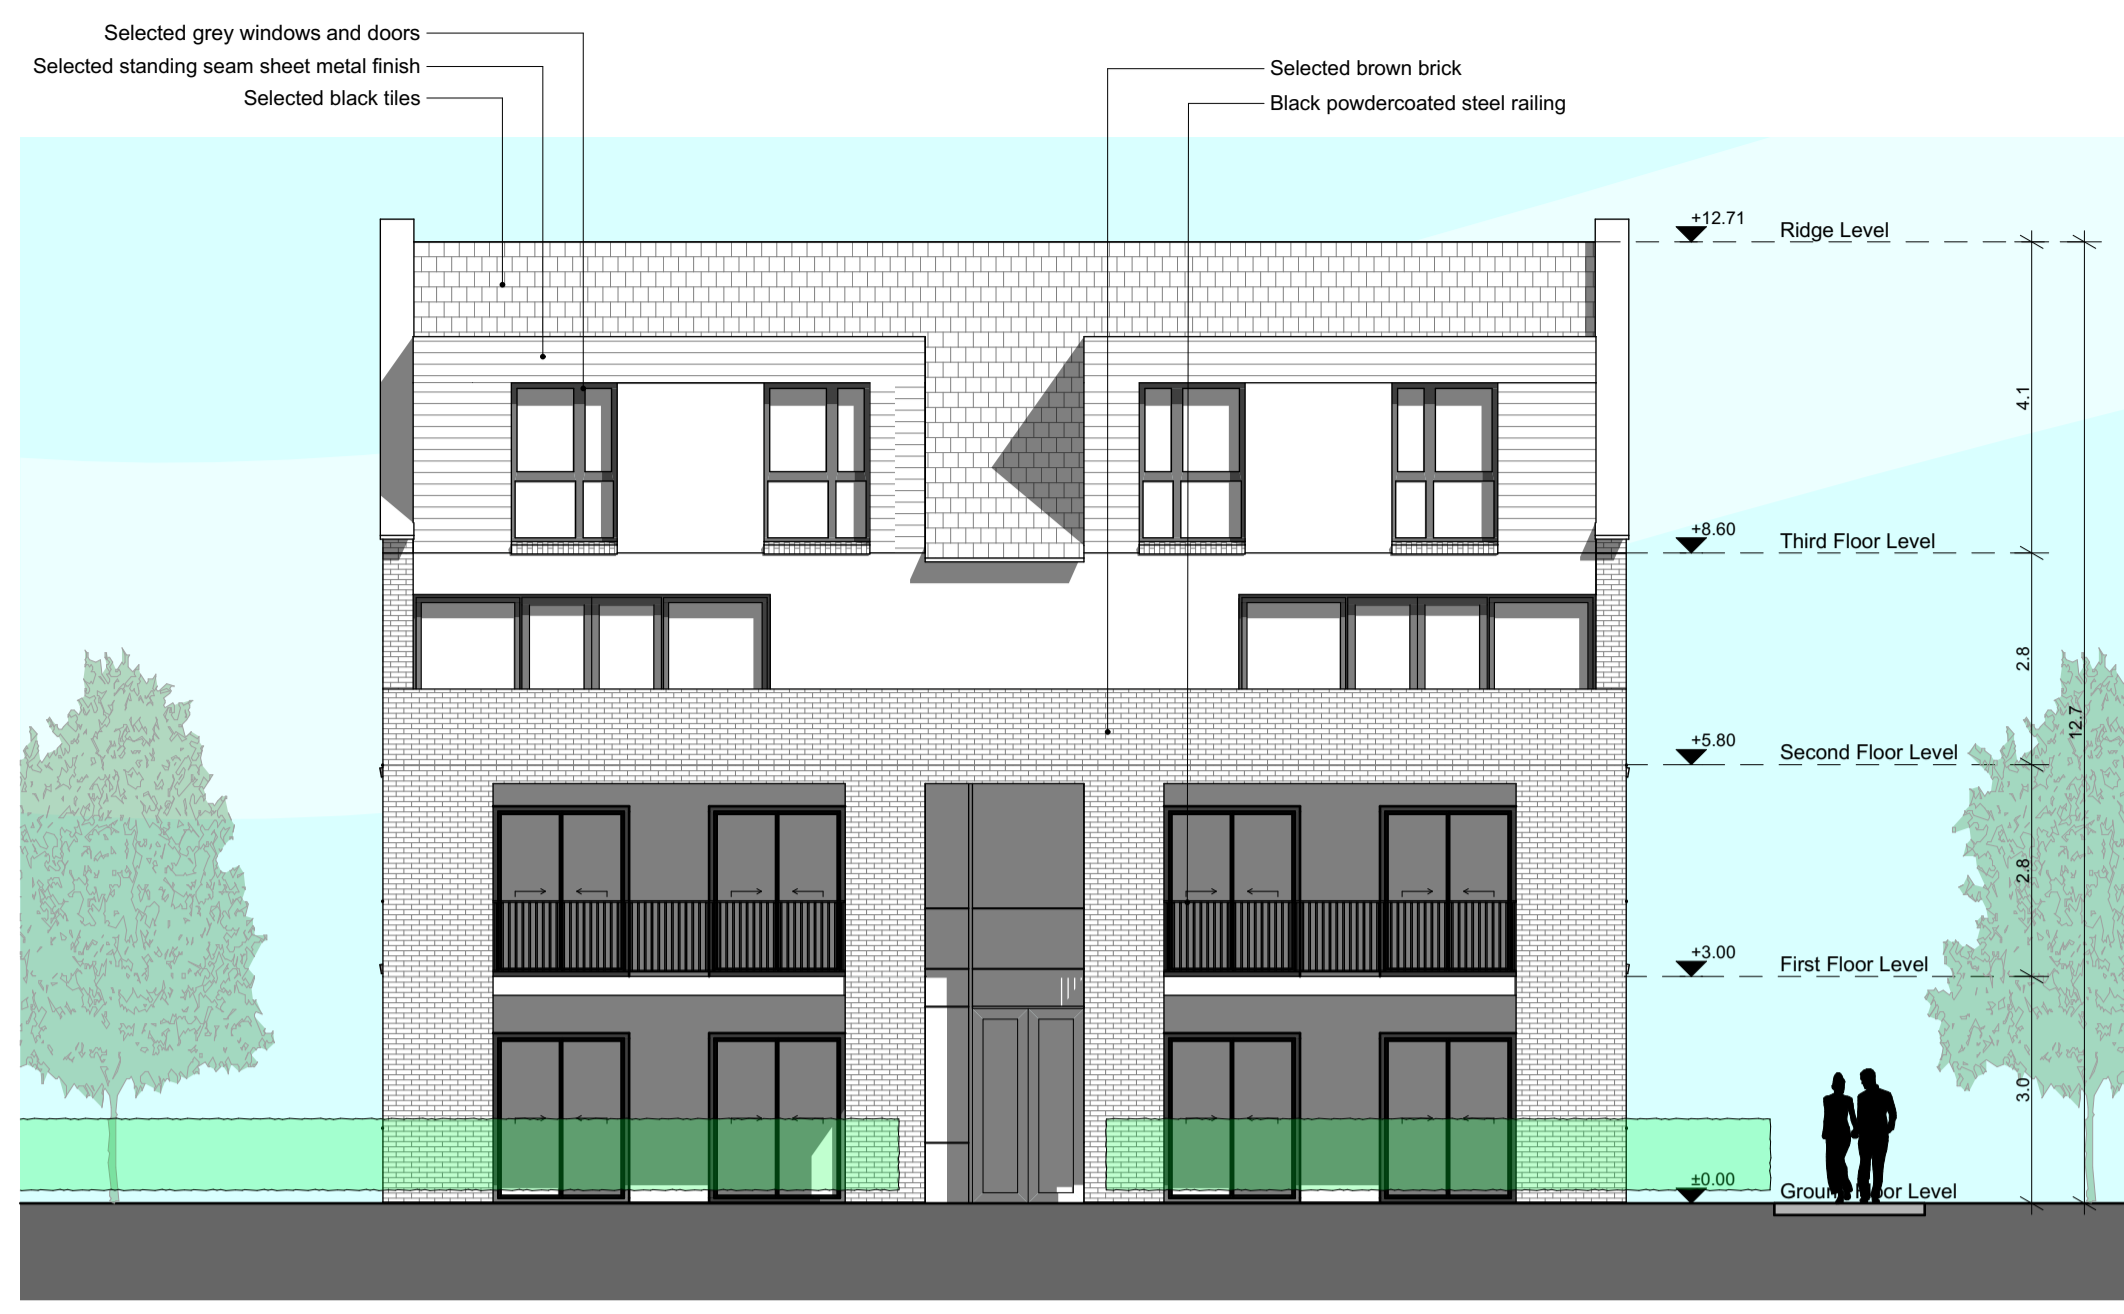 Selected grey windows and doors
Selected standing seam sheet metal finish
Selected black tiles
Selected brown brick
Black powdercoated steel railing
+12.71
Ridge Level
4.1
+8.60
Third Floor Level
2.8
12.7
+5.80
Second Floor Level
2.8
+3.00
First Floor Level
3.0
±0.00
Ground Floor Level